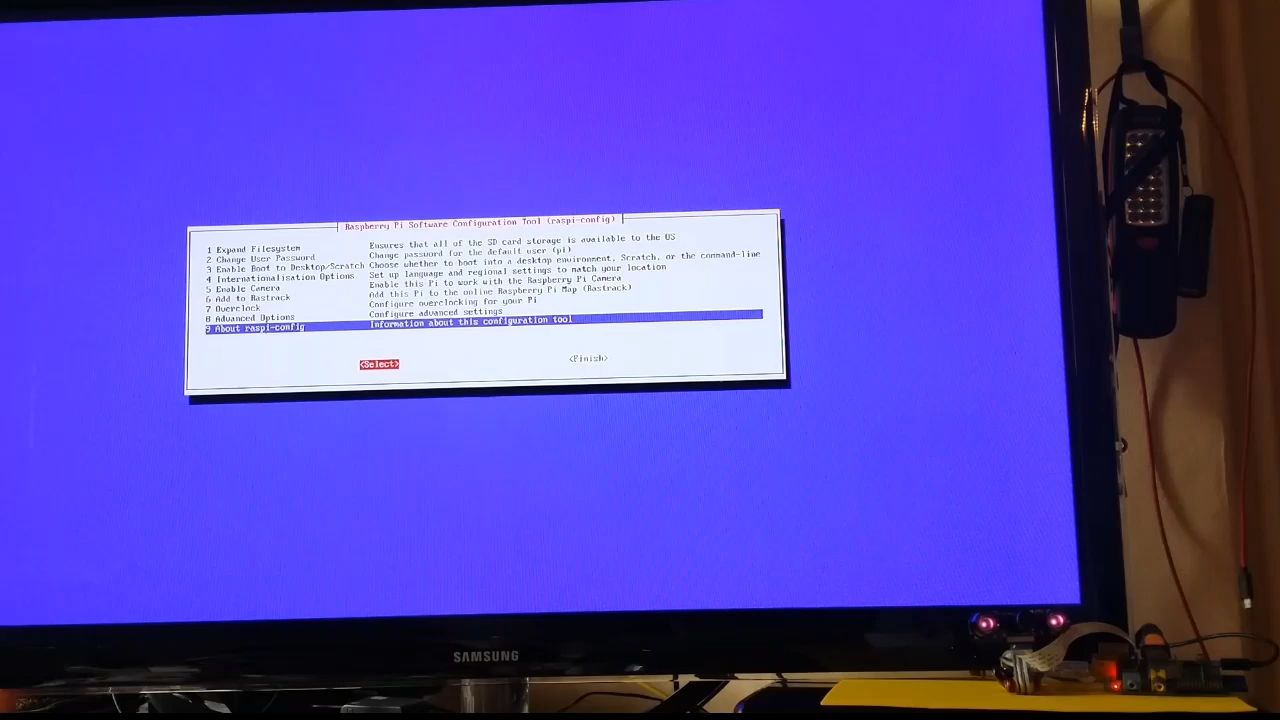 Raspberry Pi Software Configuration Tool (raspi-config)
1 Expand Filesystem Ensures that all of the SD card storage is available to the OS
2 Change User Password Change password for the default user (pi)
3 Enable Boot to Desktop/Scratch Choose whether to boot into a desktop environment, Scratch, or the command-line
4 Internationalisation Options Set up language and regional settings to match your location
5 Enable Camera Enable this Pi to work with the Raspberry Pi Camera
6 Add to Rastrack Add this Pi to the online Raspberry Pi Map (Rastrack)
7 Overclock Configure overclocking for your Pi
8 Advanced Options Configure advanced settings
9 About raspi-config Information about this configuration tool
<Select> <Finish>
SAMSUNG